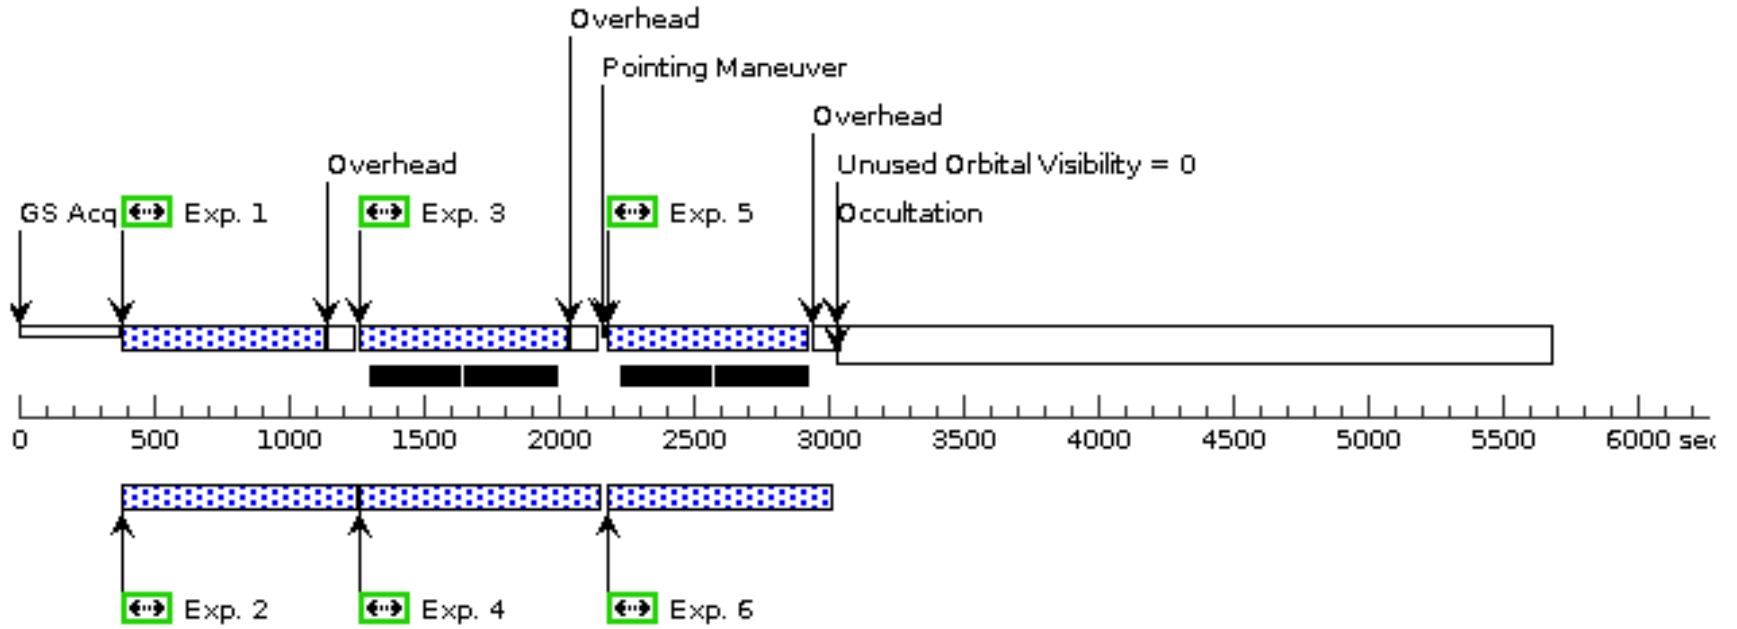 Overhead
Pointing Maneuver
Overhead
Overhead
Unused Orbital Visibility = 0
GS Acq
Exp. 1
Exp. 3
Exp. 5
Occultation
0 500 1000 1500 2000 2500 3000 3500 4000 4500 5000 5500 6000 sec
Exp. 2
Exp. 4
Exp. 6